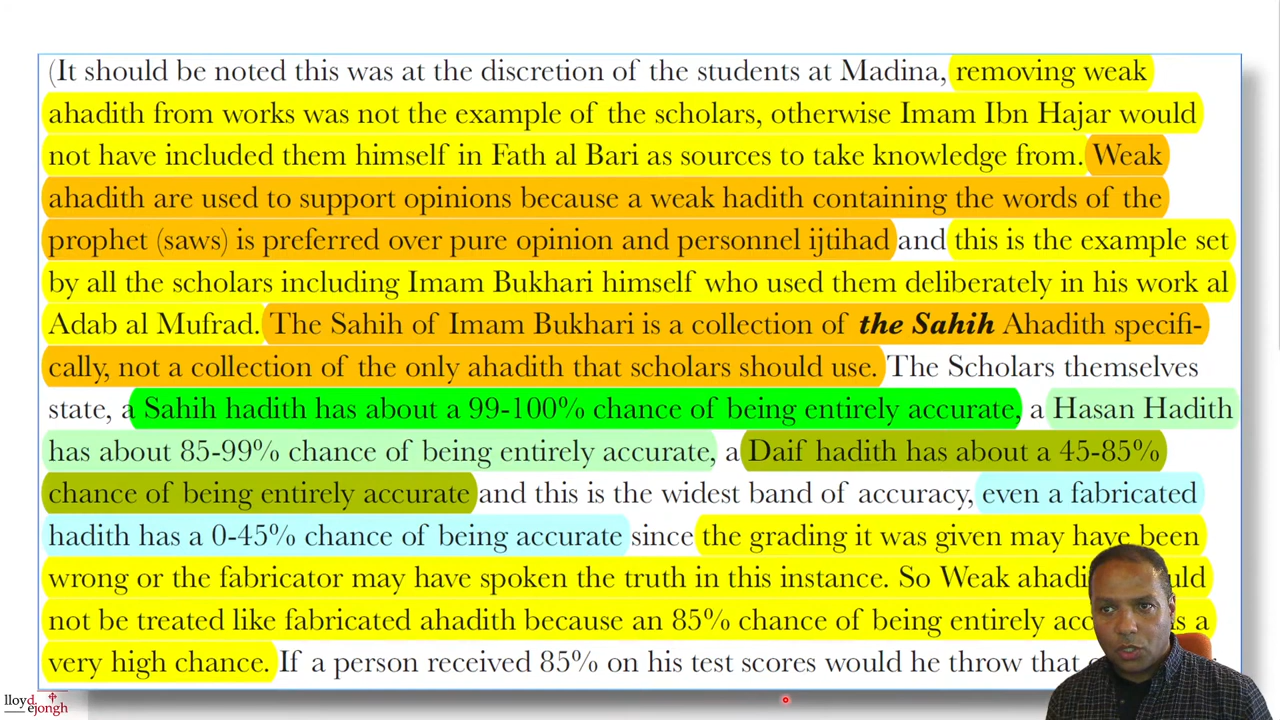 (It should be noted this was at the discretion of the students at Madina, removing weak
ahadith from works was not the example of the scholars, otherwise Imam Ibn Hajar would
not have included them himself in Fath al Bari as sources to take knowledge from. Weak
ahadith are used to support opinions because a weak hadith containing the words of the
prophet (saws) is preferred over pure opinion and personnel ijtihad and this is the example set
by all the scholars including Imam Bukhari himself who used them deliberately in his work al
Adab al Mufrad. The Sahih of Imam Bukhari is a collection of the Sahih Ahadith specifi-
cally, not a collection of the only ahadith that scholars should use. The Scholars themselves
state, a Sahih hadith has about a 99-100% chance of being entirely accurate, a Hasan Hadith
has about 85-99% chance of being entirely accurate, a Daif hadith has about a 45-85%
chance of being entirely accurate and this is the widest band of accuracy, even a fabricated
hadith has a 0-45% chance of being accurate since the grading it was given may have been
wrong or the fabricator may have spoken the truth in this instance. So Weak
not be treated like fabricated ahadith because an 85% chance of being entirely a
very high chance. If a person received 85% on his test scores would he throw that
lloyd
ejongh